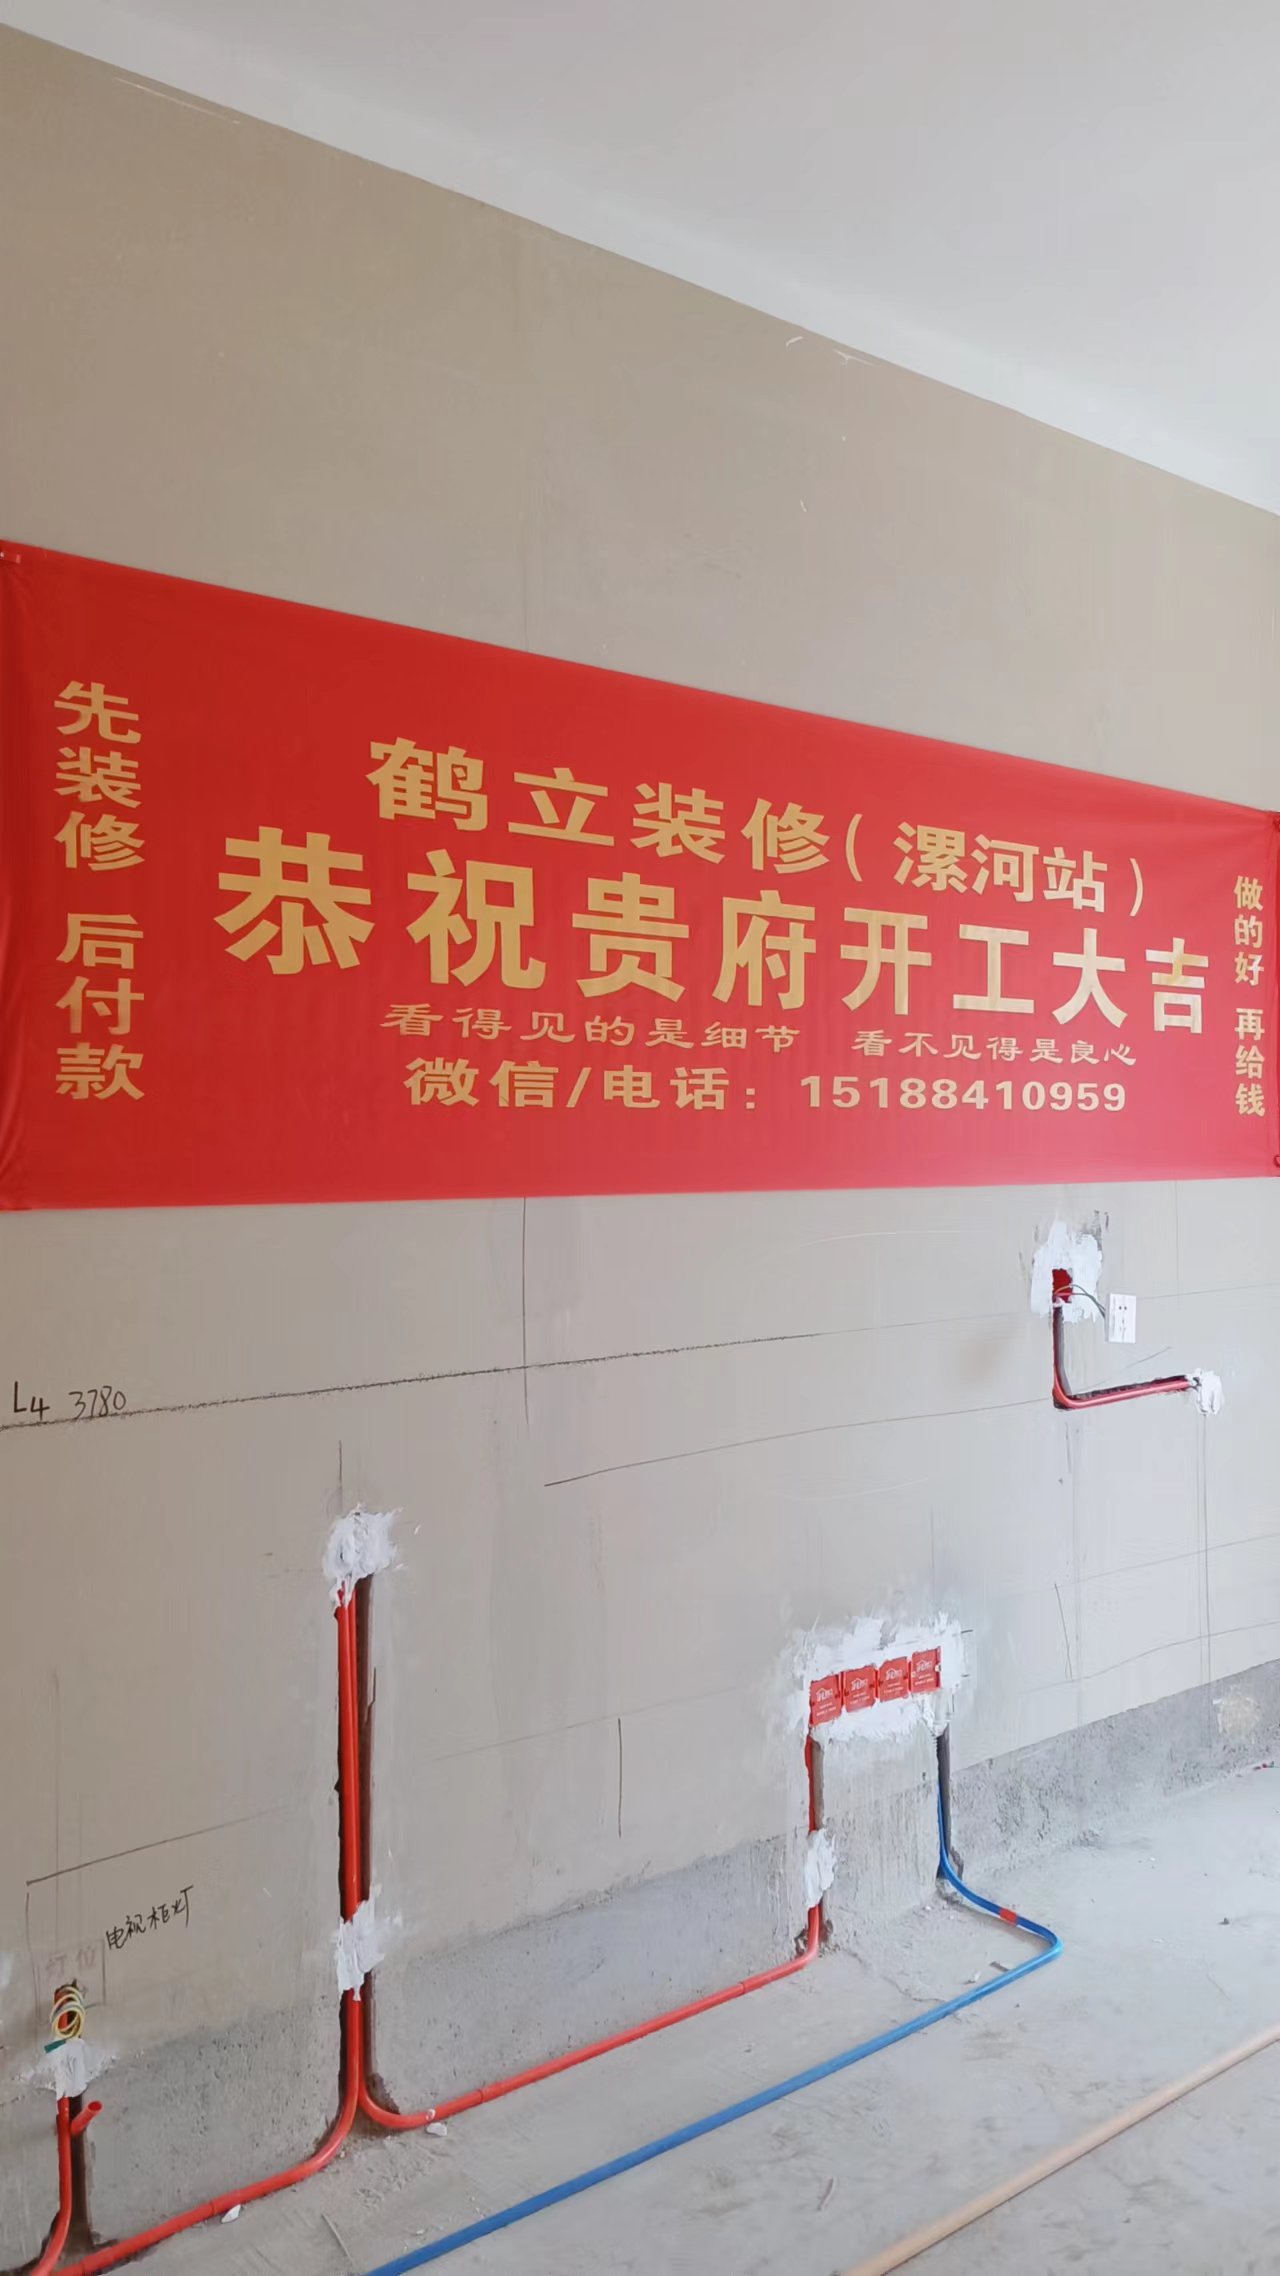 先装修 后付款
鹤立装修(漯河站)
恭祝贵府开工大吉
看得见的是细节 看不见得是良心
微信/电话: 15188410959
做的好 再给钱
L4 3780
电视柜灯
灯位